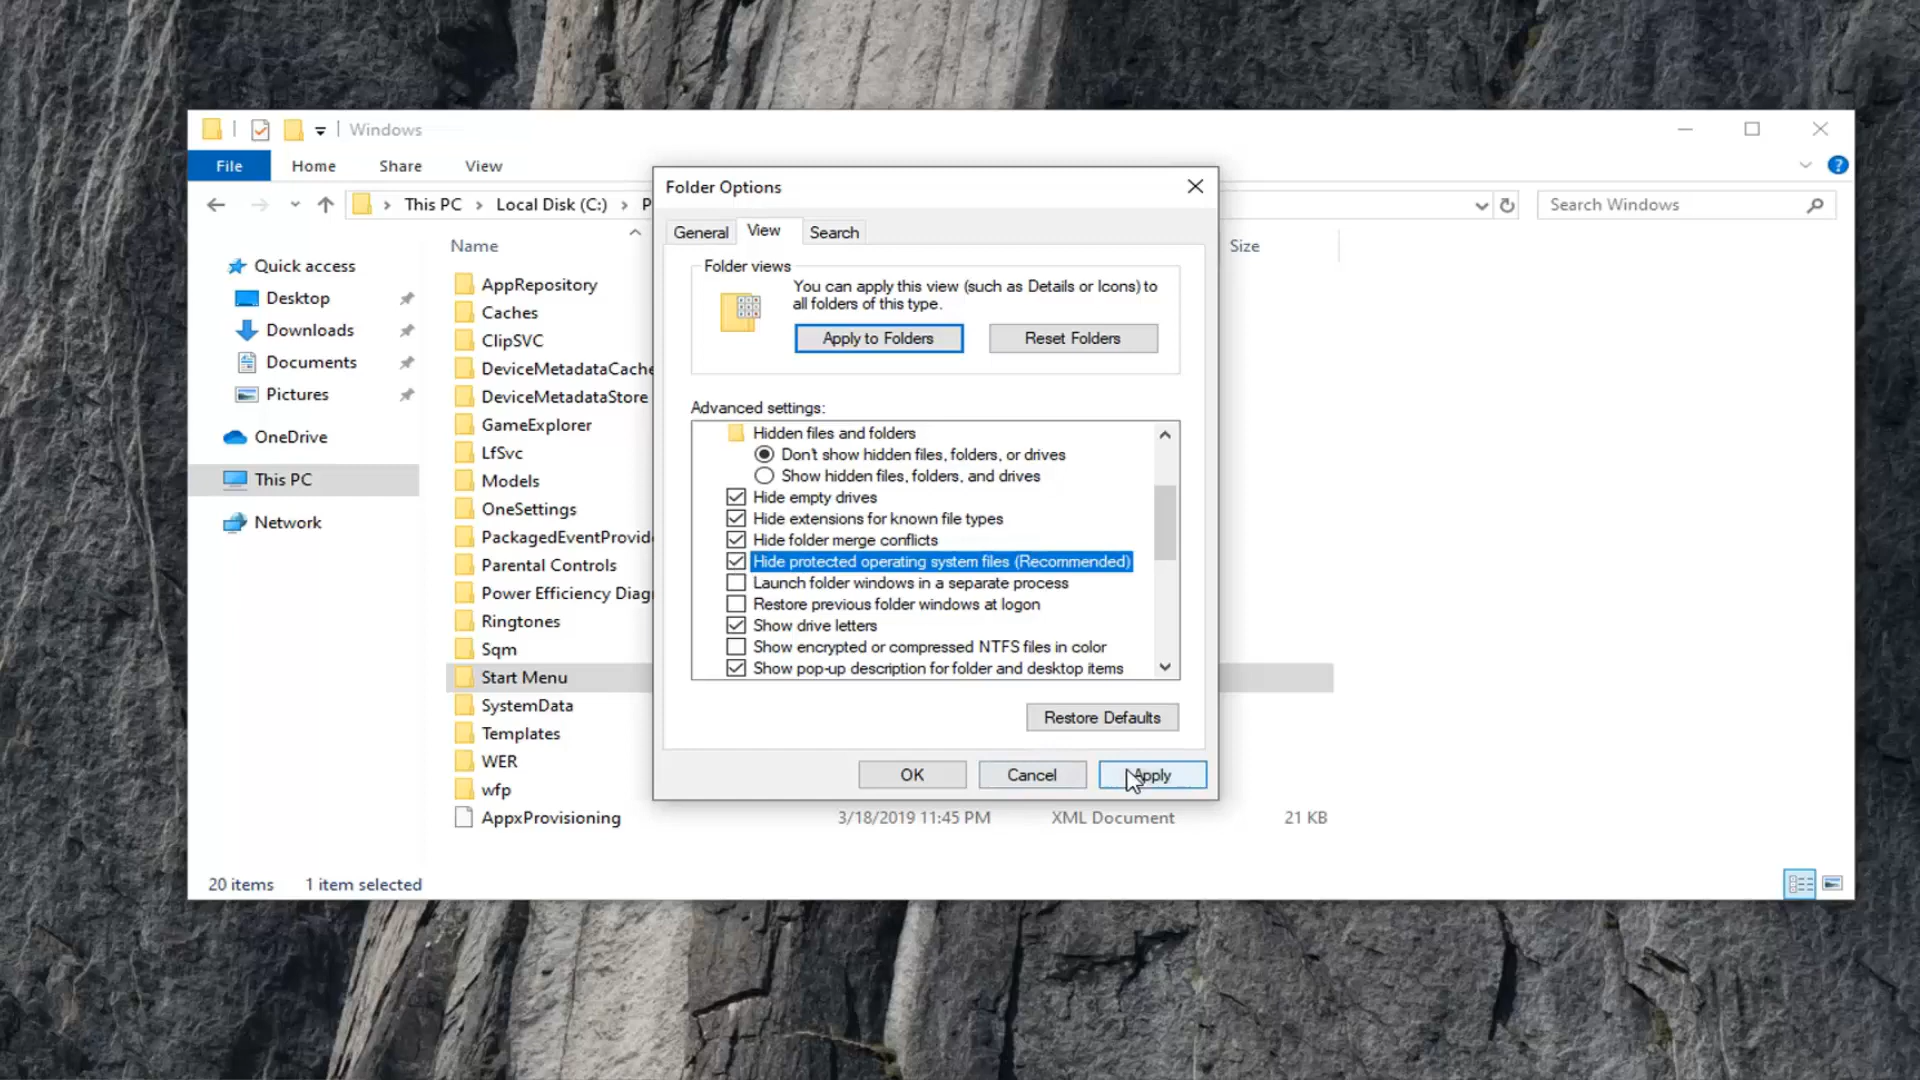 Windows
File Home Share View
This PC Local Disk (C:) P
Search Windows
Name
Size
Quick access
Desktop
Downloads
Documents
Pictures
OneDrive
This PC
Network
AppRepository
Caches
ClipSVC
DeviceMetadataCache
DeviceMetadataStore
GameExplorer
LfSvc
Models
OneSettings
PackagedEventProvide
Parental Controls
Power Efficiency Diag
Ringtones
Sqm
Start Menu
SystemData
Templates
WER
wfp
AppxProvisioning 3/18/2019 11:45 PM XML Document 21 KB
20 items 1 item selected
Folder Options
General View Search
Folder views
You can apply this view (such as Details or Icons) to
all folders of this type.
Apply to Folders Reset Folders
Advanced settings:
Hidden files and folders
Don't show hidden files, folders, or drives
Show hidden files, folders, and drives
Hide empty drives
Hide extensions for known file types
Hide folder merge conflicts
Hide protected operating system files (Recommended)
Launch folder windows in a separate process
Restore previous folder windows at logon
Show drive letters
Show encrypted or compressed NTFS files in color
Show pop-up description for folder and desktop items
Restore Defaults
OK Cancel Apply